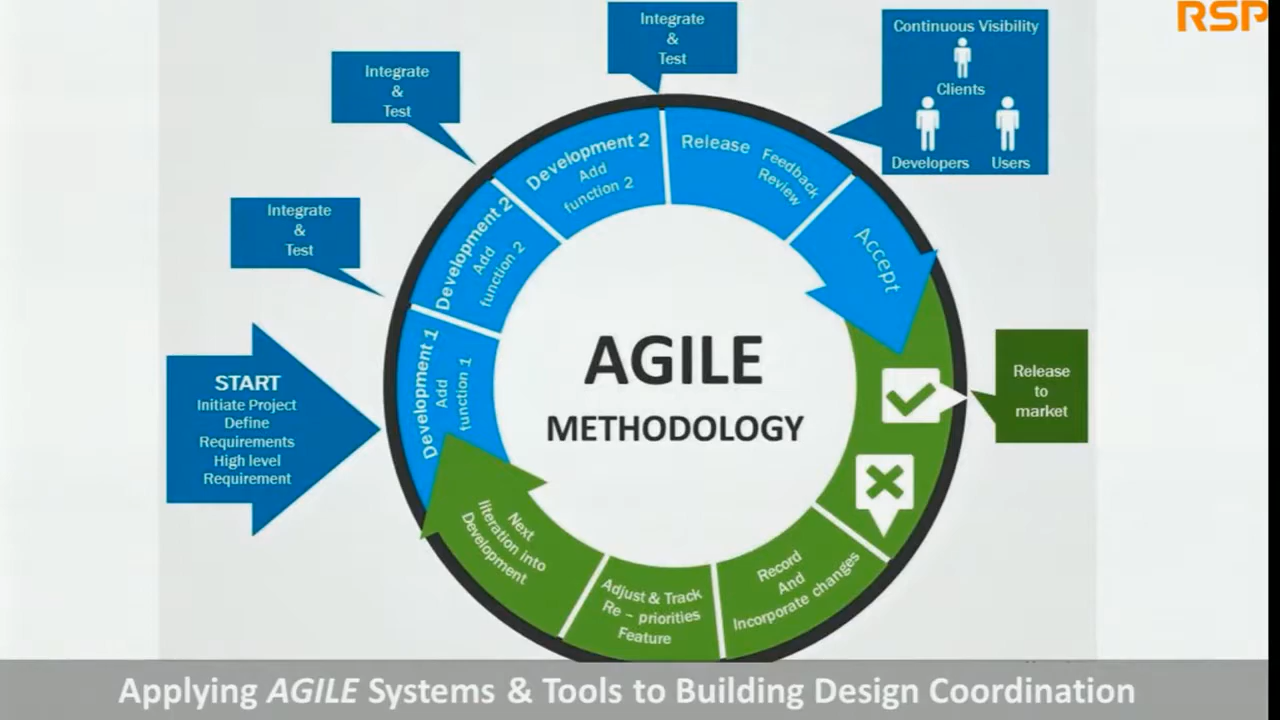 RSP
Integrate
&
Test
Integrate
&
Test
Integrate
&
Test
Continuous Visibility
Clients
Developers Users
START
Initiate Project
Define
Requirements
High level
Requirement
Development 1
Add
function 1
Development 2
Add
function 2
Development 2
Add
function 2
Release
Feedback
Review
Accept
Release
to
market
Record
And
Incorporate changes
Adjust & Track
Re – priorities
Feature
Next
literation into
Development
AGILE
METHODOLOGY
Applying AGILE Systems & Tools to Building Design Coordination